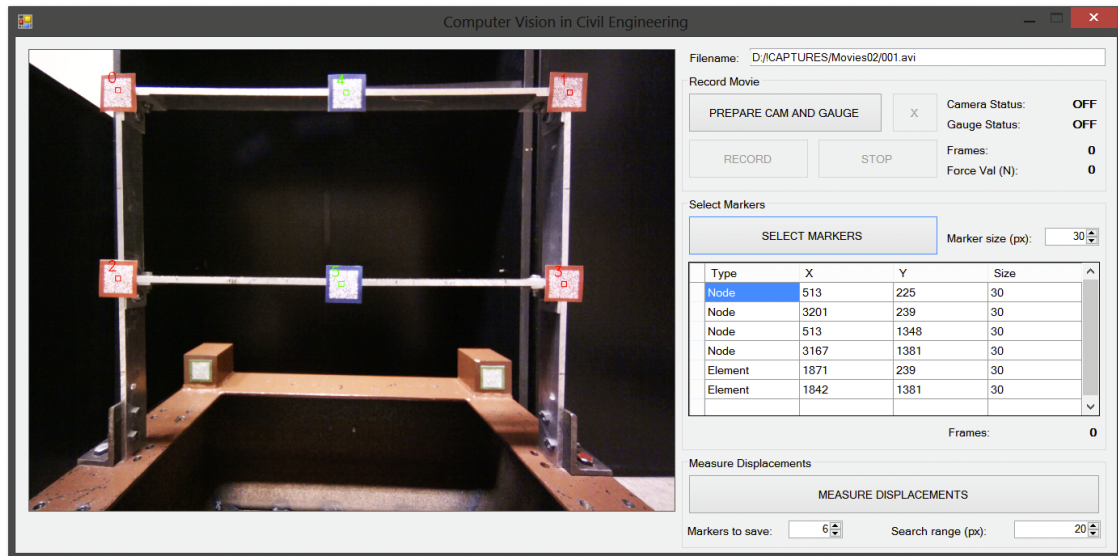 Computer Vision in Civil Engineering
Filename: D:/!CAPTURES/Movies02/001.avi
Record Movie
PREPARE CAM AND GAUGE X
Camera Status: OFF
Gauge Status: OFF
RECORD STOP
Frames: 0
Force Val (N): 0
Select Markers
SELECT MARKERS Marker size (px): 30
Type X Y Size
Node 513 225 30
Node 3201 239 30
Node 513 1348 30
Node 3167 1381 30
Element 1871 239 30
Element 1842 1381 30
Frames: 0
Measure Displacements
MEASURE DISPLACEMENTS
Markers to save: 6 Search range (px): 20
0 4 1
2 5 3